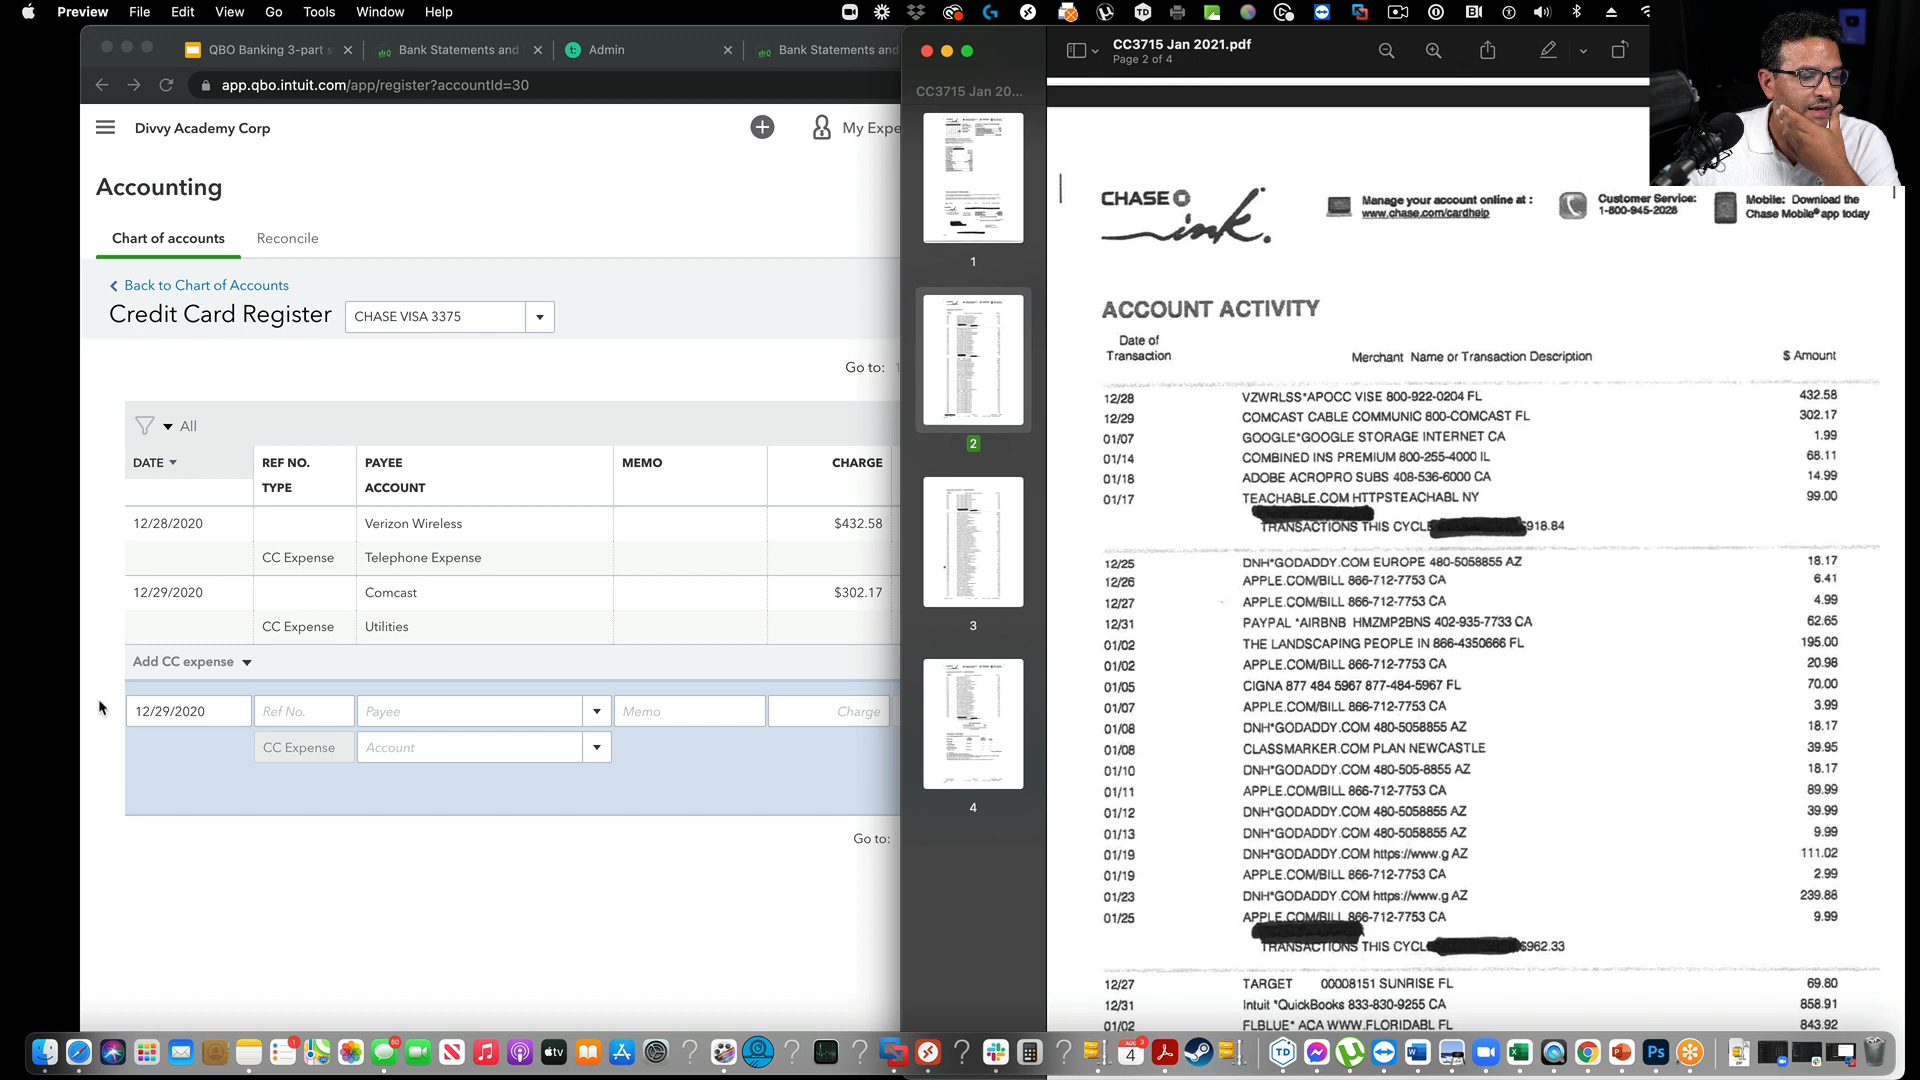 Preview File Edit View Go Tools Window Help
QBO Banking 3-part s
Bank Statements and
Admin
Bank Statements and
app.qbo.intuit.com/app/register?accountId=30
Divvy Academy Corp
My Expe
Accounting
Chart of accounts
Reconcile
Back to Chart of Accounts
Credit Card Register
CHASE VISA 3375
Go to: 1
All
DATE
REF NO.
PAYEE
MEMO
CHARGE
TYPE
ACCOUNT
12/28/2020 Verizon Wireless $432.58
CC Expense Telephone Expense
12/29/2020 Comcast $302.17
CC Expense Utilities
Add CC expense
12/29/2020 Ref No. Payee Memo Charge
CC Expense Account
Go to:
CC3715 Jan 2021.pdf
Page 2 of 4
CC3715 Jan 20...
1
2
3
4
CHASE
ink.
Manage your account online at :
www.chase.com/cardhelp
Customer Service:
1-800-945-2028
Mobile: Download the
Chase Mobile® app today
ACCOUNT ACTIVITY
Date of
Transaction
Merchant Name or Transaction Description
$ Amount
12/28 VZWRLSS*APOCC VISE 800-922-0204 FL 432.58
12/29 COMCAST CABLE COMMUNIC 800-COMCAST FL 302.17
01/07 GOOGLE*GOOGLE STORAGE INTERNET CA 1.99
01/14 COMBINED INS PREMIUM 800-255-4000 IL 68.11
01/18 ADOBE ACROPRO SUBS 408-536-6000 CA 14.99
01/17 TEACHABLE.COM HTTPSTEACHABL NY 99.00
TRANSACTIONS THIS CYCL $918.84
12/25 DNH*GODADDY.COM EUROPE 480-5058855 AZ 18.17
12/26 APPLE.COM/BILL 866-712-7753 CA 6.41
12/27 APPLE.COM/BILL 866-712-7753 CA 4.99
12/31 PAYPAL *AIRBNB HMZMP2BNS 402-935-7733 CA 62.65
01/02 THE LANDSCAPING PEOPLE IN 866-4350666 FL 195.00
01/02 APPLE.COM/BILL 866-712-7753 CA 20.98
01/05 CIGNA 877 484 5967 877-484-5967 FL 70.00
01/07 APPLE.COM/BILL 866-712-7753 CA 3.99
01/08 DNH*GODADDY.COM 480-5058855 AZ 18.17
01/08 CLASSMARKER.COM PLAN NEWCASTLE 39.95
01/10 DNH*GODADDY.COM 480-505-8855 AZ 18.17
01/11 APPLE.COM/BILL 866-712-7753 CA 89.99
01/12 DNH*GODADDY.COM 480-5058855 AZ 39.99
01/13 DNH*GODADDY.COM 480-5058855 AZ 9.99
01/19 DNH*GODADDY.COM https://www.g AZ 111.02
01/19 APPLE.COM/BILL 866-712-7753 CA 2.99
01/23 DNH*GODADDY.COM https://www.g AZ 239.88
01/25 APPLE.COM/BILL 866-712-7753 CA 9.99
TRANSACTIONS THIS CYCL $962.33
12/27 TARGET 00008151 SUNRISE FL 69.80
12/31 Intuit *QuickBooks 833-830-9255 CA 858.91
01/02 FLBLUE* ACA WWW.FLORIDABL FL 843.92